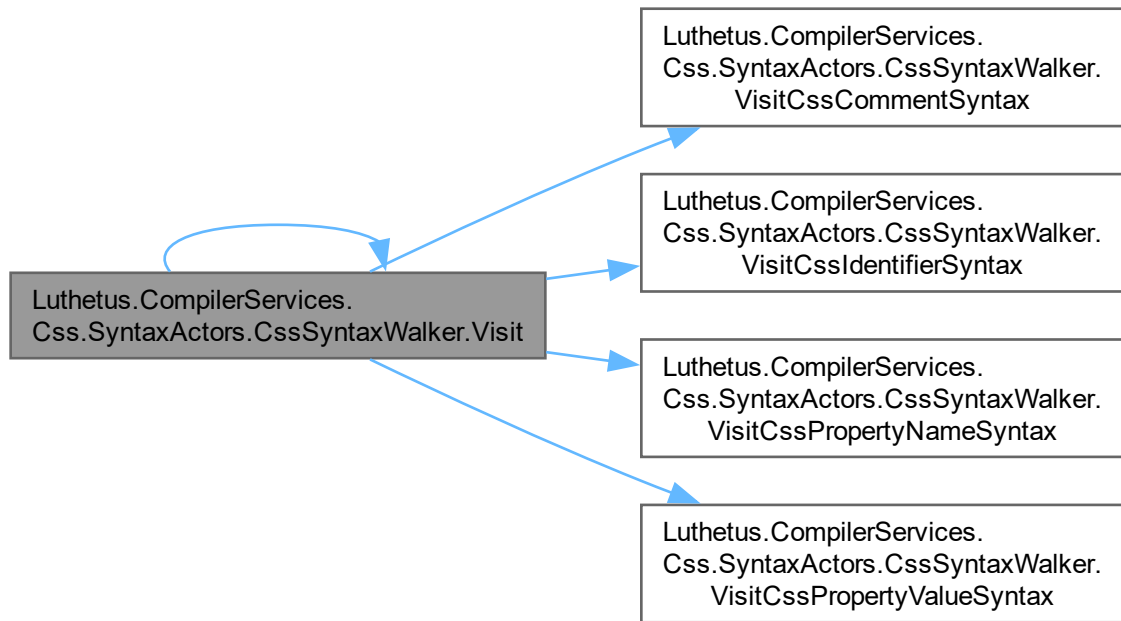 Luthetus.CompilerServices.
Css.SyntaxActors.CssSyntaxWalker.Visit
Luthetus.CompilerServices.
Css.SyntaxActors.CssSyntaxWalker.
VisitCssCommentSyntax
Luthetus.CompilerServices.
Css.SyntaxActors.CssSyntaxWalker.
VisitCssIdentifierSyntax
Luthetus.CompilerServices.
Css.SyntaxActors.CssSyntaxWalker.
VisitCssPropertyNameSyntax
Luthetus.CompilerServices.
Css.SyntaxActors.CssSyntaxWalker.
VisitCssPropertyValueSyntax